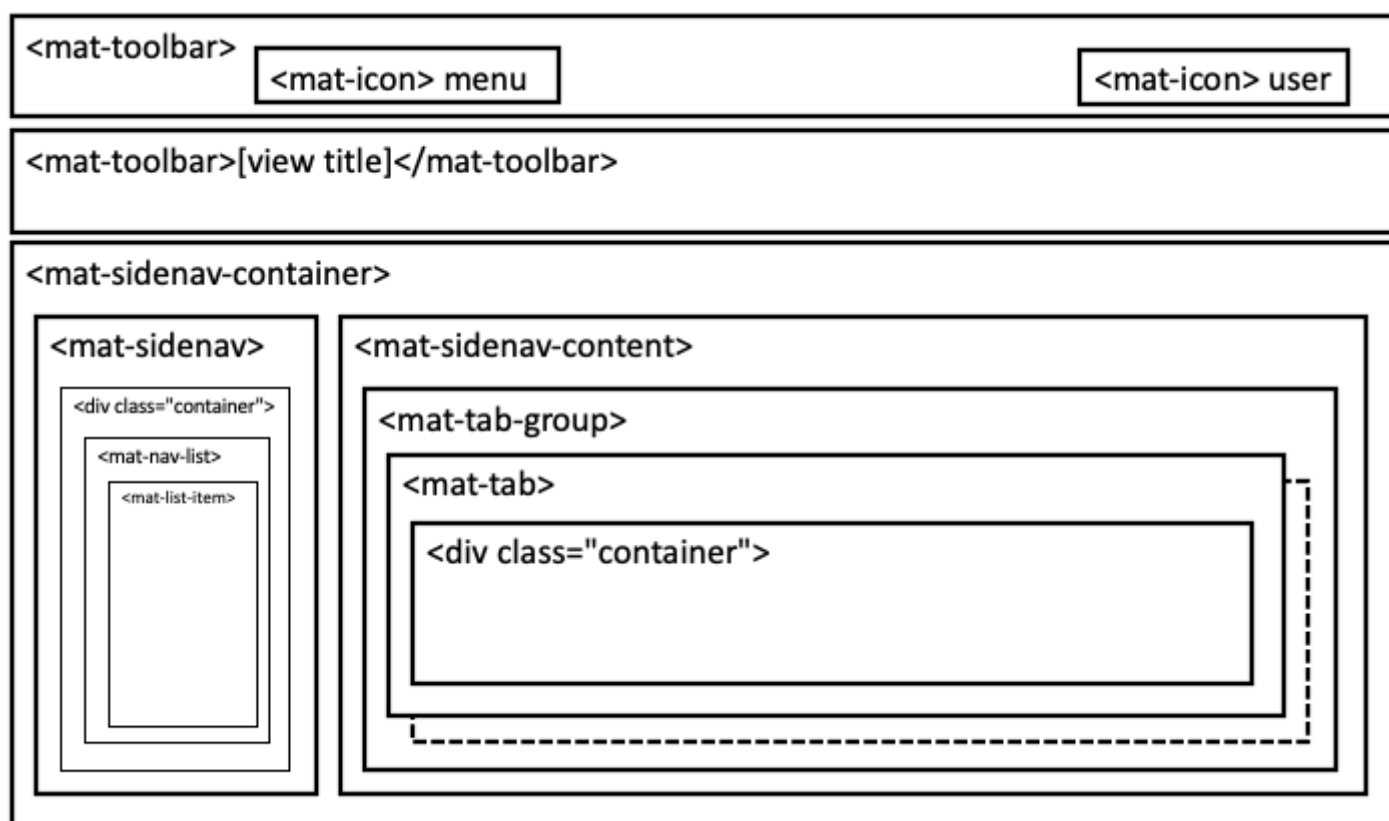 <mat-toolbar>
<mat-icon> menu
<mat-icon> user
<mat-toolbar>[view title]</mat-toolbar>
<mat-sidenav-container>
<mat-sidenav>
<div class="container">
<mat-nav-list>
<mat-list-item>
<mat-sidenav-content>
<mat-tab-group>
<mat-tab>
<div class="container">